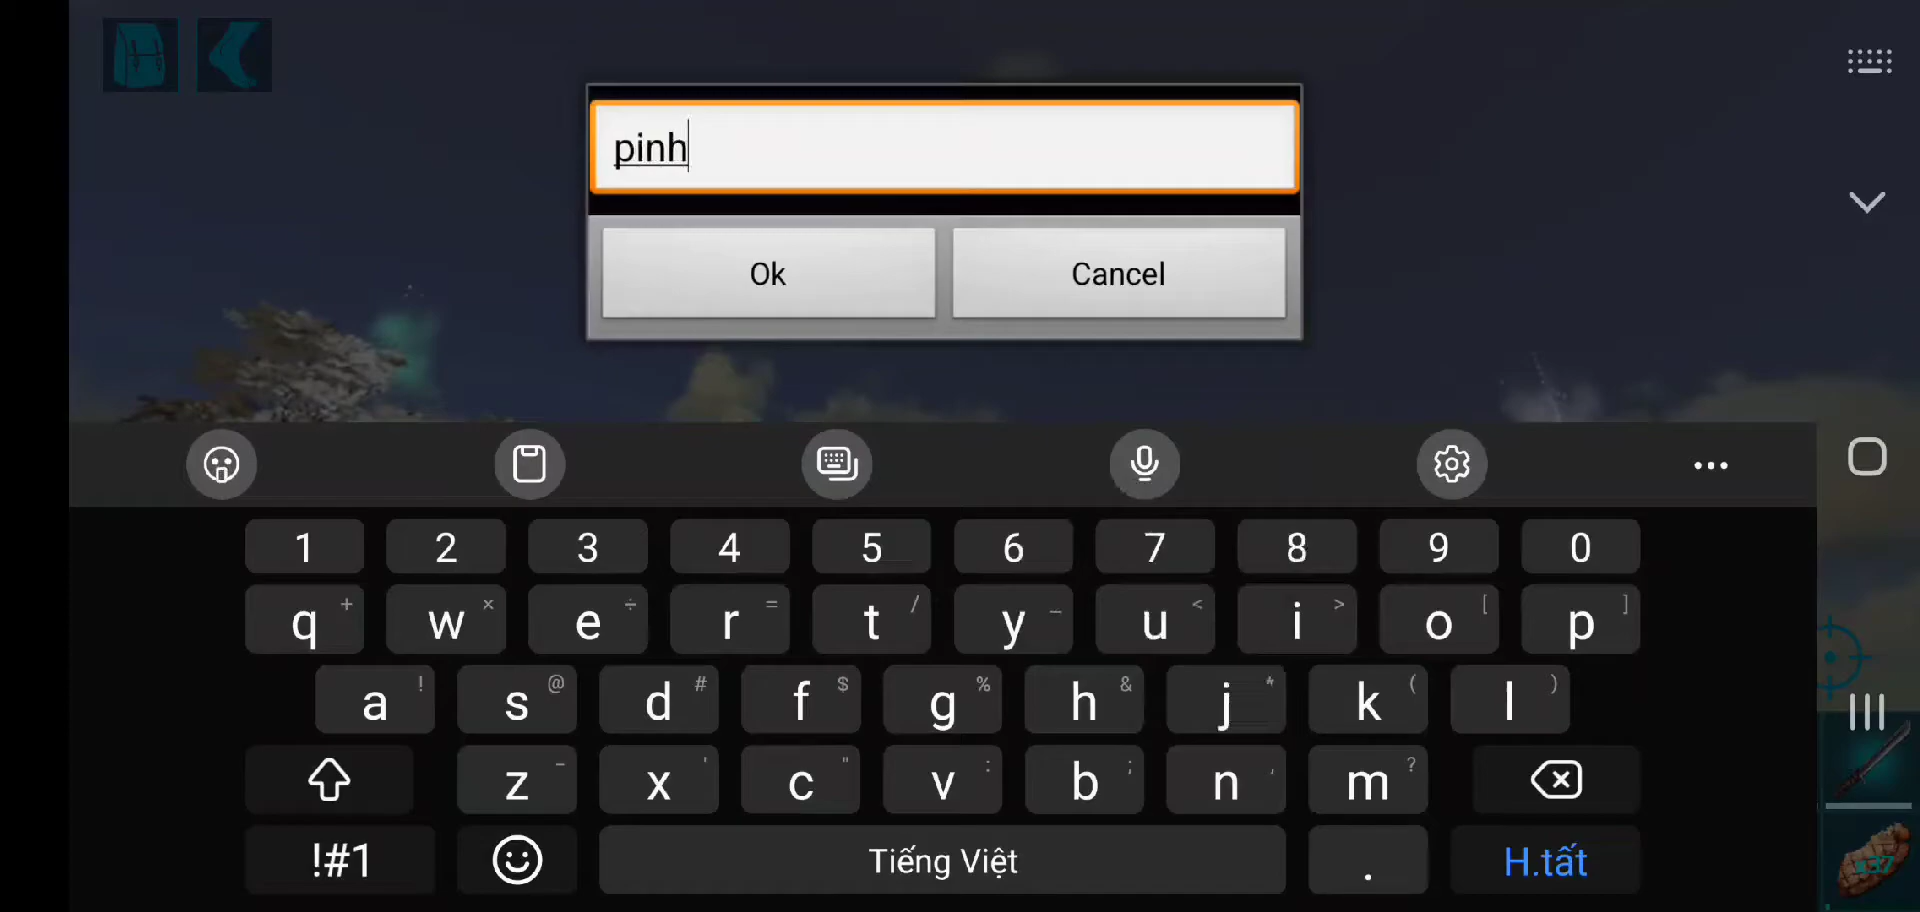 pinh
Ok Cancel
1 2 3 4 5 6 7 8 9 0
q + w × e ÷ r = t / y _ u < i > o [ p ]
a ! s @ d # f $ g % h & j * k ( l )
z - x ' c " v : b ; n , m ?
!#1 Tiếng Việt . H.tất